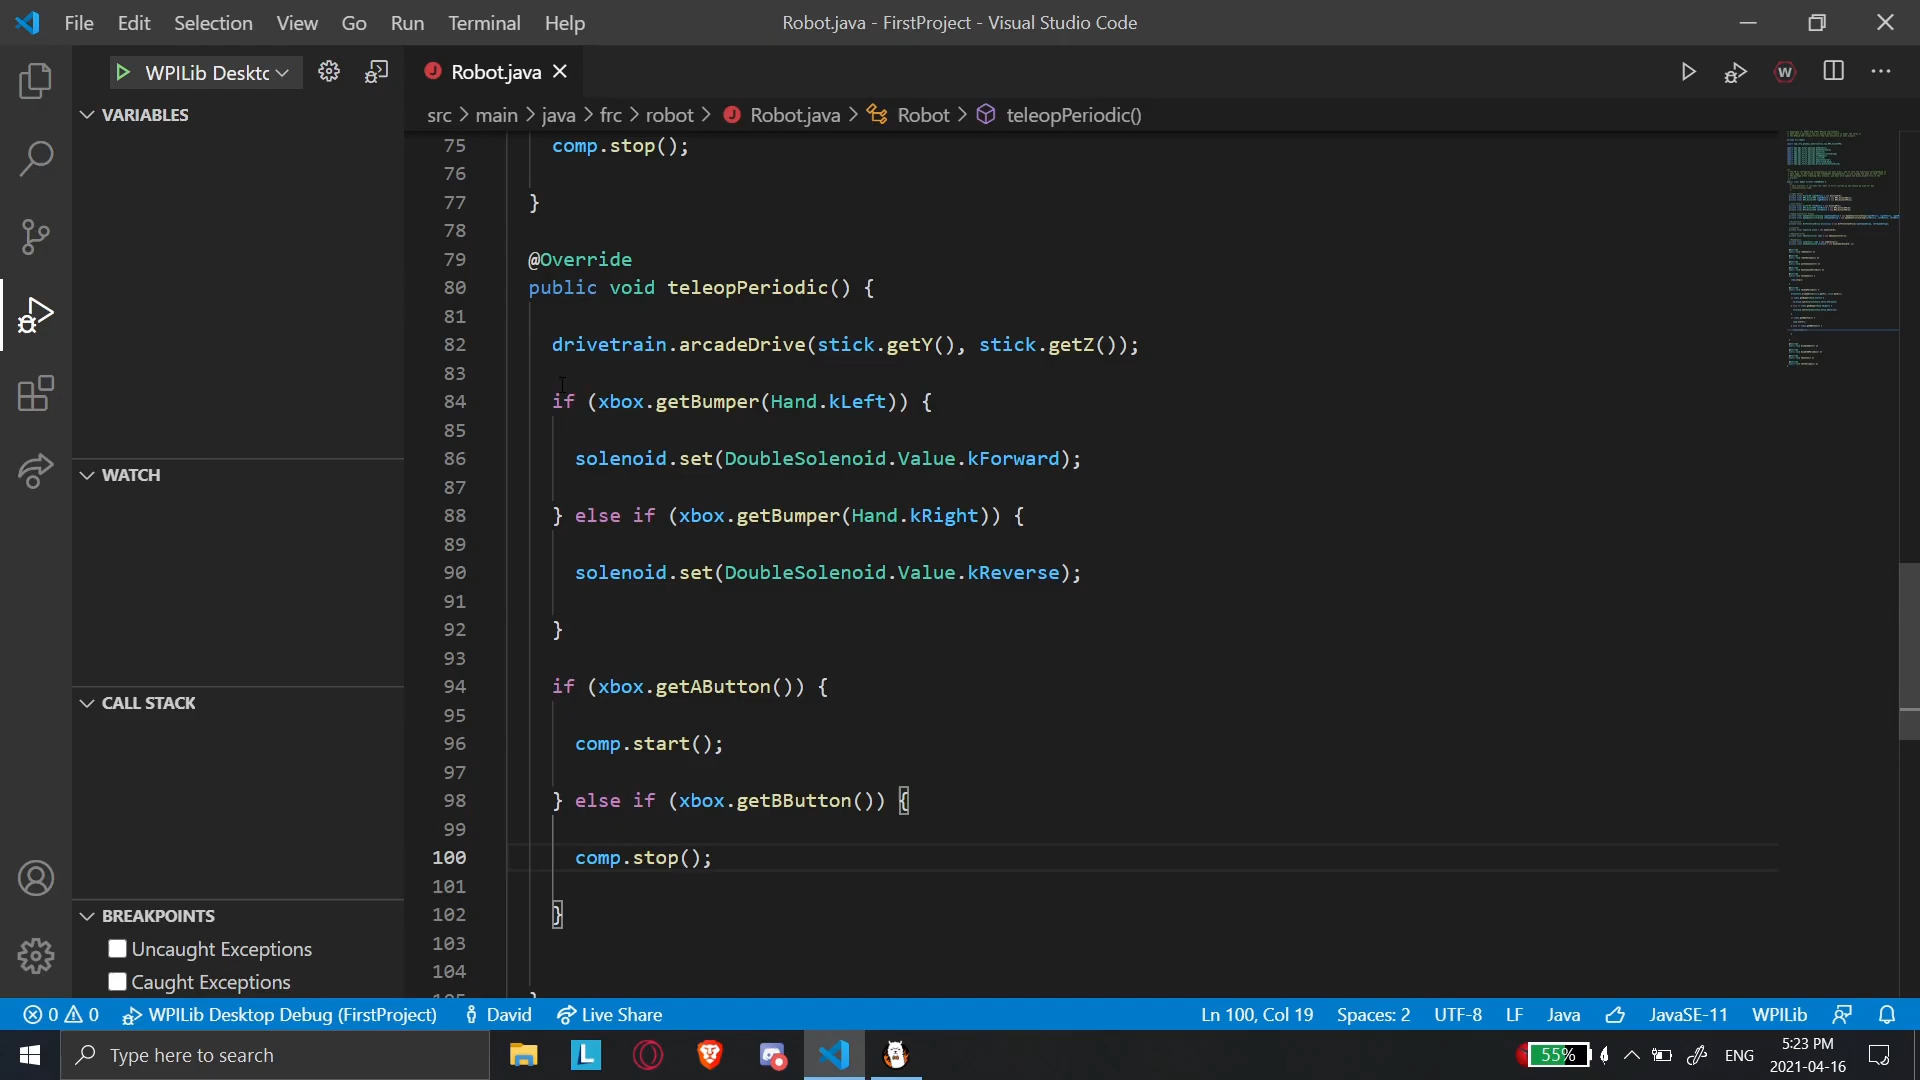 File Edit Selection View Go Run Terminal Help
Robot.java - FirstProject - Visual Studio Code
WPILib Deskto
Robot.java
src > main > java > frc > robot > Robot.java > Robot > teleopPeriodic()
VARIABLES
WATCH
CALL STACK
BREAKPOINTS
Uncaught Exceptions
Caught Exceptions
75 comp.stop();
76
77 }
78
79 @Override
80 public void teleopPeriodic() {
81
82 drivetrain.arcadeDrive(stick.getY(), stick.getZ());
83
84 if (xbox.getBumper(Hand.kLeft)) {
85
86 solenoid.set(DoubleSolenoid.Value.kForward);
87
88 } else if (xbox.getBumper(Hand.kRight)) {
89
90 solenoid.set(DoubleSolenoid.Value.kReverse);
91
92 }
93
94 if (xbox.getAButton()) {
95
96 comp.start();
97
98 } else if (xbox.getBButton()) {
99
100 comp.stop();
101
102 }
103
104
0 0 WPILib Desktop Debug (FirstProject) David Live Share
Ln 100, Col 19 Spaces: 2 UTF-8 LF Java JavaSE-11 WPILib
Type here to search
L
W
55%
ENG
5:23 PM
2021-04-16